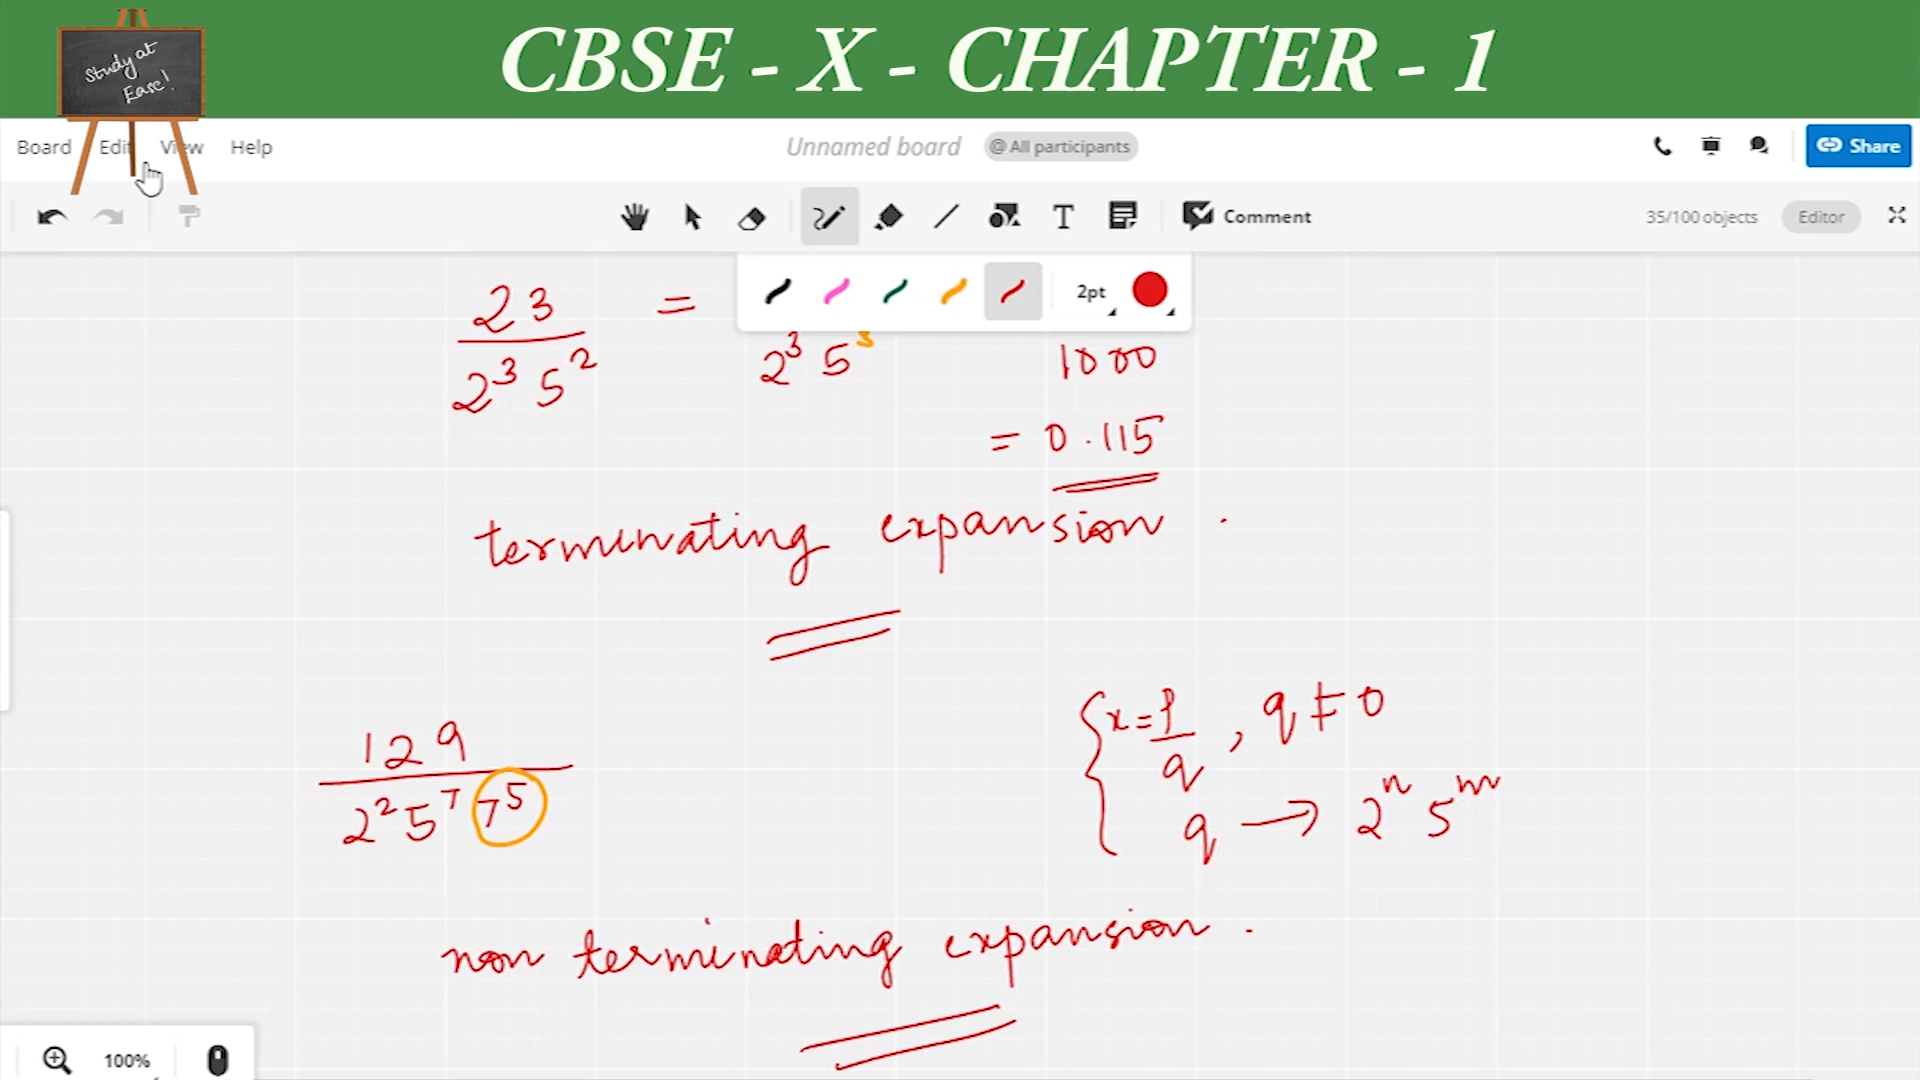 CBSE - X - CHAPTER - 1
Study at
Ease!
Board Edit View Help
Unnamed board
@ All participants
Share
Comment
35/100 objects
Editor
2pt
23 =
2³ 5² 2³ 5³ 1000
= 0.115
terminating expansion .
129
2² 5⁷ 7⁵
x = p , q ≠ 0
q
q → 2ⁿ 5ᵐ
non terminating expansion .
100%